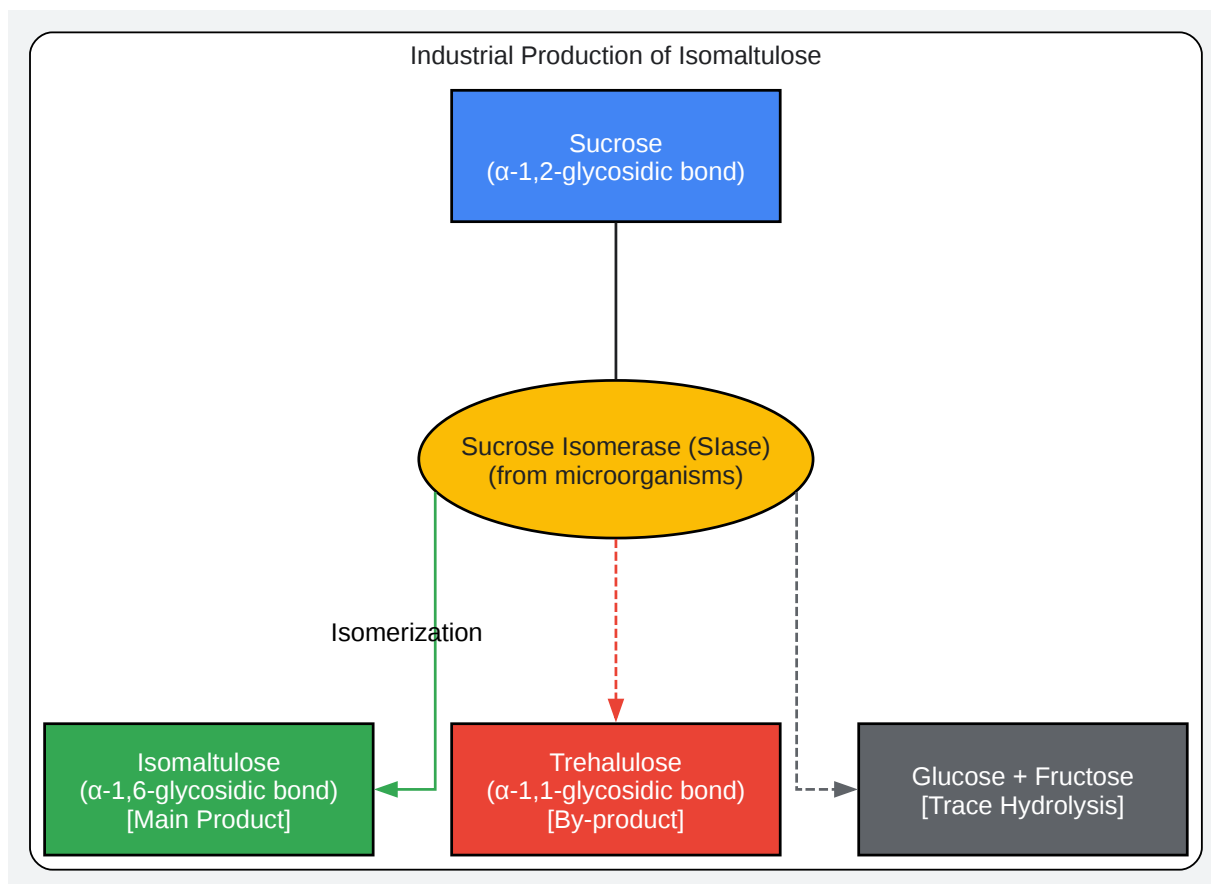 Industrial Production of Isomaltulose
Sucrose
(α-1,2-glycosidic bond)
Sucrose Isomerase (SIase)
(from microorganisms)
Isomerization
Isomaltulose
(α-1,6-glycosidic bond)
[Main Product]
Trehalulose
(α-1,1-glycosidic bond)
[By-product]
Glucose + Fructose
[Trace Hydrolysis]